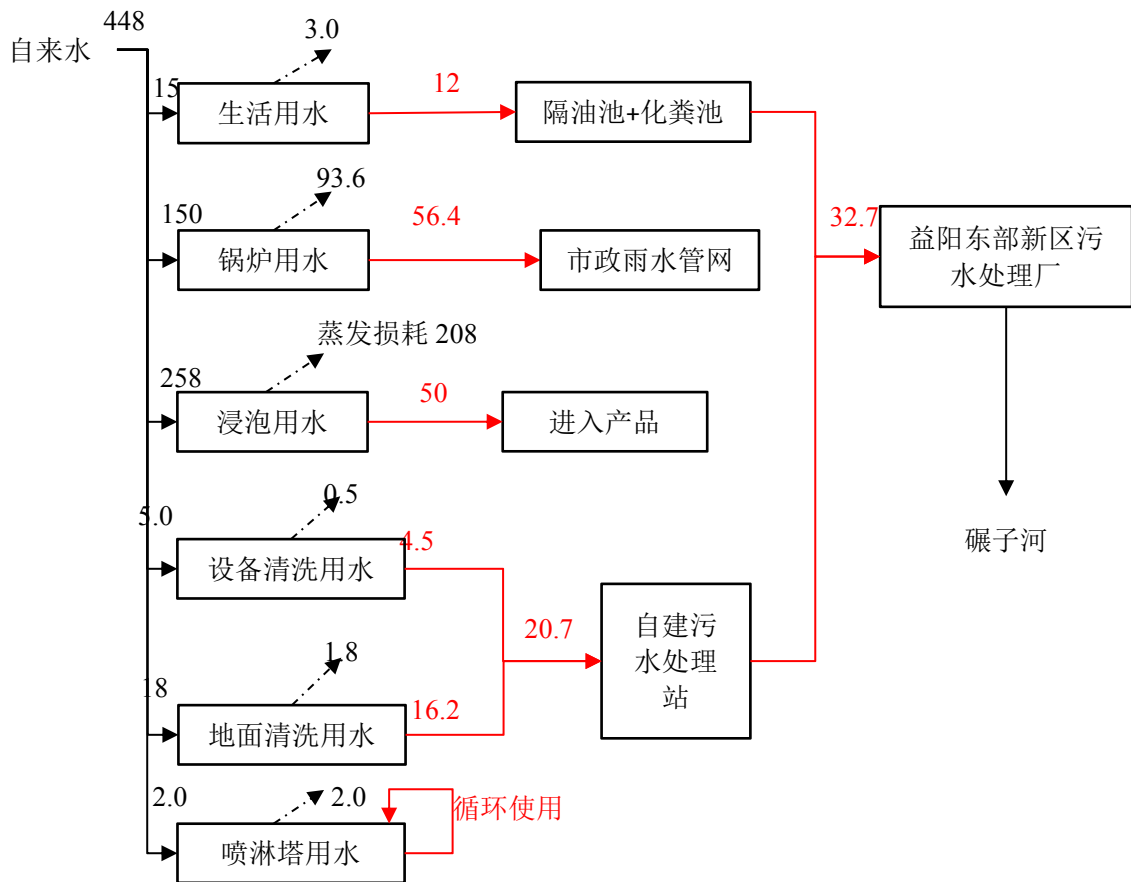 448
自来水
3.0
15
生活用水
12
隔油池+化粪池
93.6
150
锅炉用水
56.4
市政雨水管网
32.7
益阳东部新区污
水处理厂
蒸发损耗 208
258
浸泡用水
50
进入产品
0.5
5.0
设备清洗用水
4.5
碾子河
20.7
自建污
水处理
站
1.8
18
地面清洗用水
16.2
2.0
2.0
循环使用
喷淋塔用水